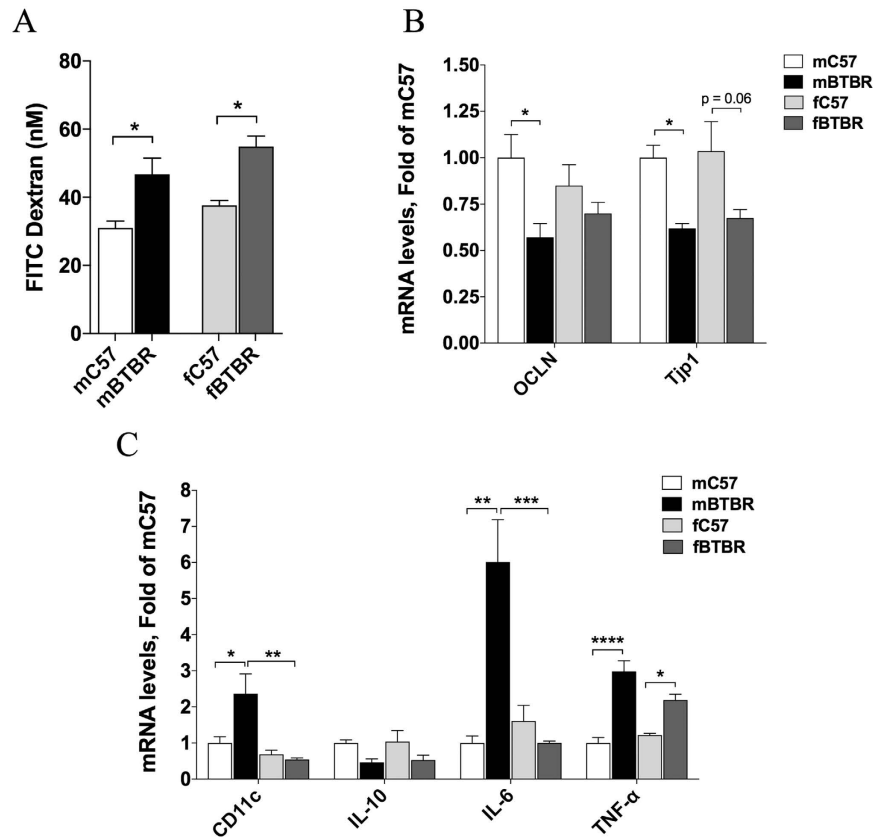 A
FITC Dextran (nM)
80
60
40
20
0
*
*
mC57
mBTBR
fC57
fBTBR
B
mRNA levels, Fold of mC57
1.50
1.25
1.00
0.75
0.50
0.25
0.00
*
*
p = 0.06
OCLN
Tjp1
mC57
mBTBR
fC57
fBTBR
C
mRNA levels, Fold of mC57
8
7
6
5
4
3
2
1
0
*
**
**
***
****
*
CD11c
IL-10
IL-6
TNF-α
mC57
mBTBR
fC57
fBTBR